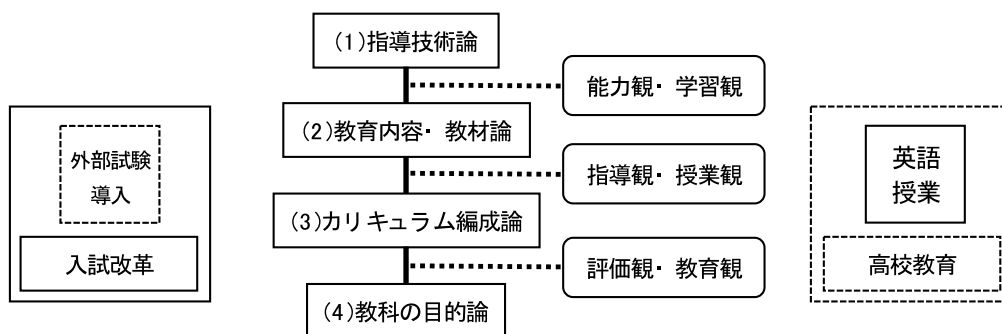 (1)指導技術論
能力観・学習観
(2)教育内容・教材論
外部試験
導入
英語
授業
指導観・授業観
(3)カリキュラム編成論
入試改革
評価観・教育観
高校教育
(4)教科の目的論